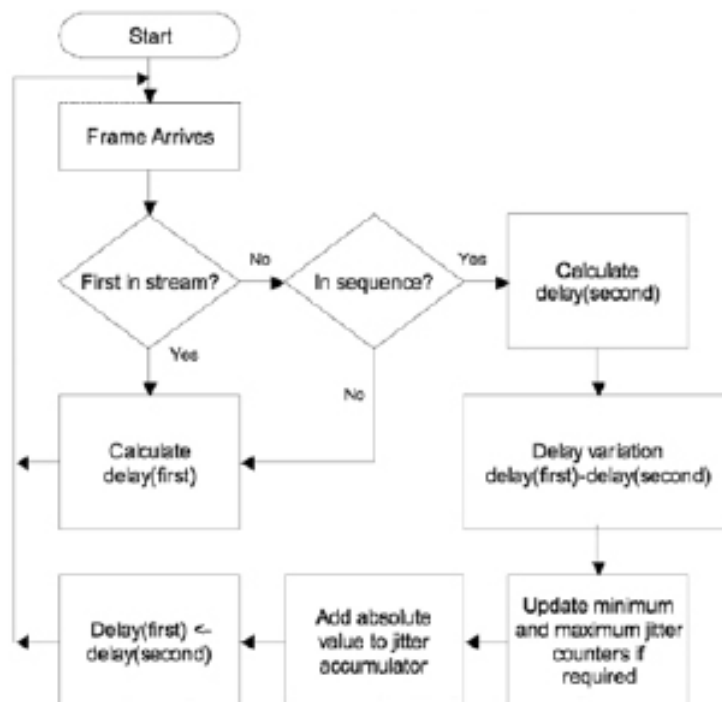 Start
Frame Arrives
First in stream?
No
In sequence?
Yes
Calculate
delay(second)
Yes
No
Calculate
delay(first)
Delay variation
delay(first)-delay(second)
Delay(first) <-
delay(second)
Add absolute
value to jitter
accumulator
Update minimum
and maximum jitter
counters if
required